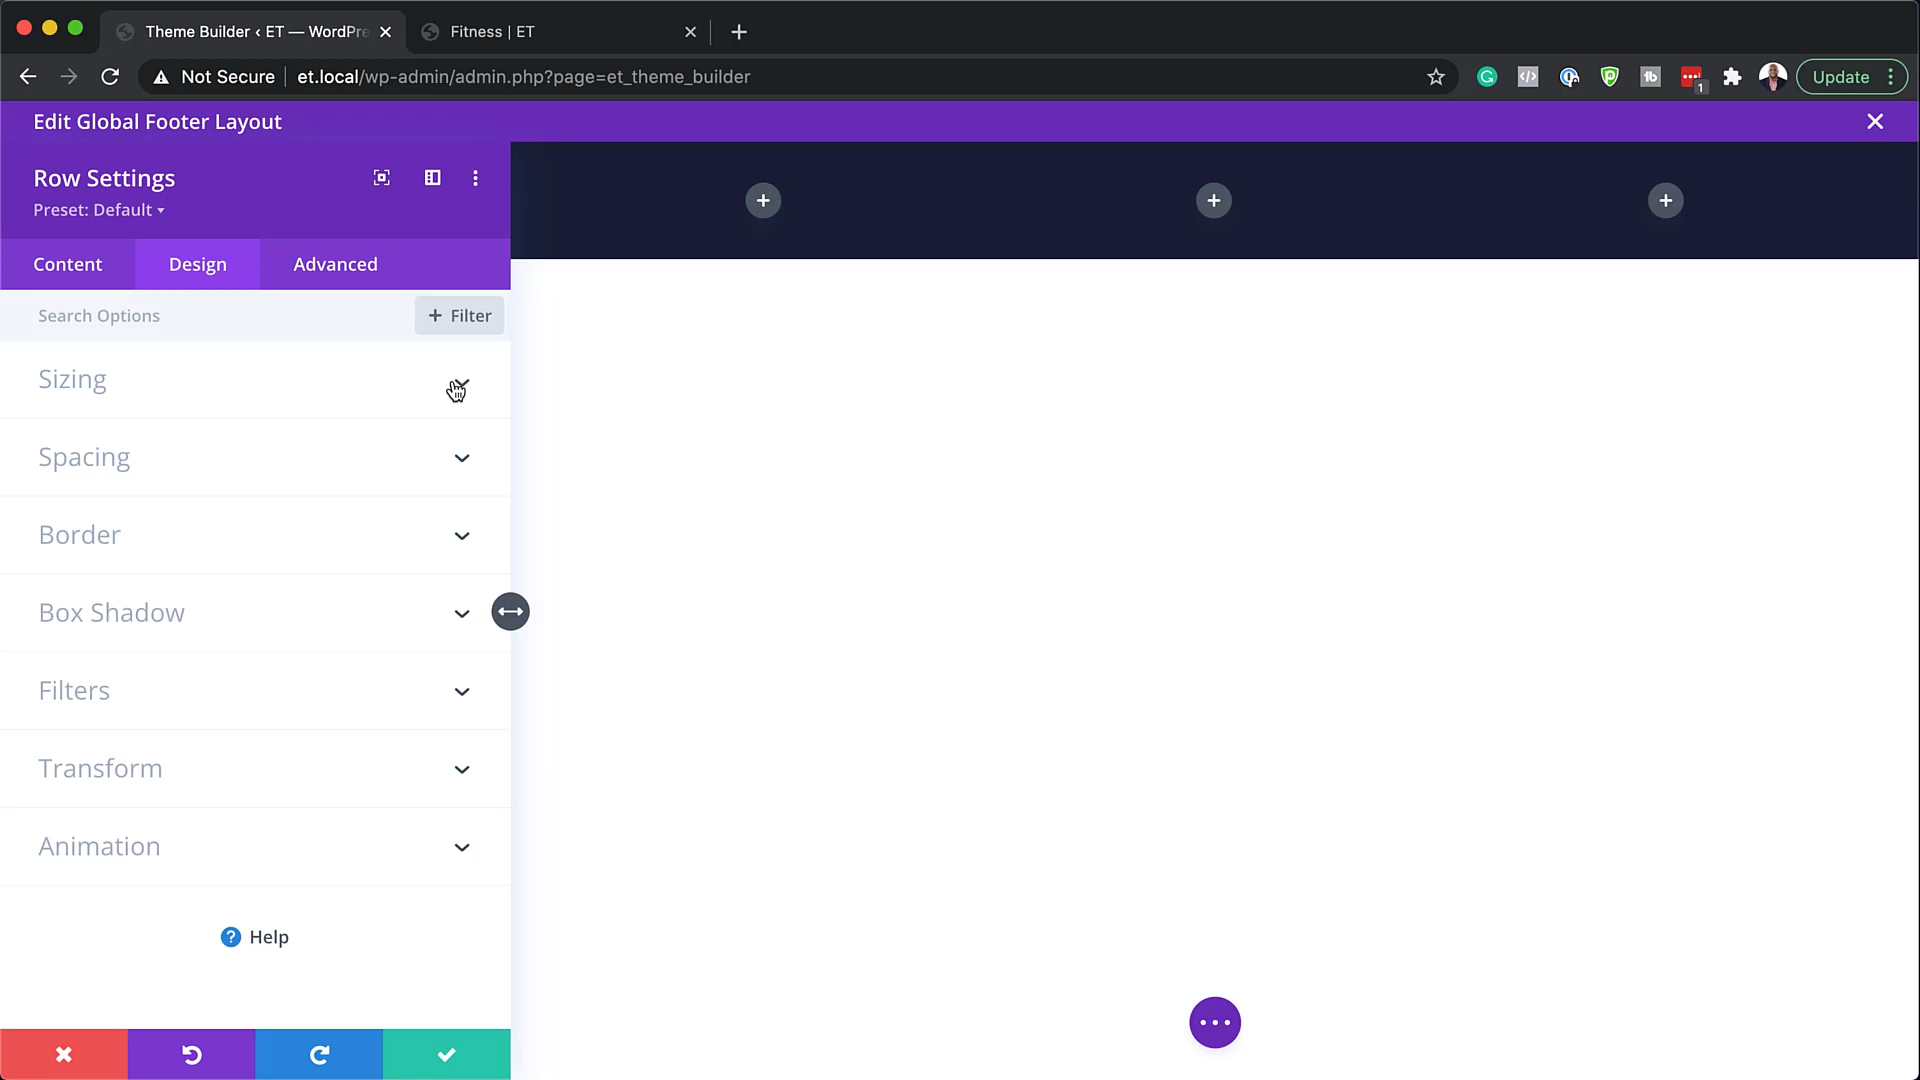 Theme Builder ‹ ET — WordPre
Fitness | ET
Not Secure
et.local/wp-admin/admin.php?page=et_theme_builder
1
Update
Edit Global Footer Layout
Row Settings
Preset: Default
Content
Design
Advanced
Search Options
+ Filter
Sizing
Spacing
Border
Box Shadow
Filters
Transform
Animation
? Help